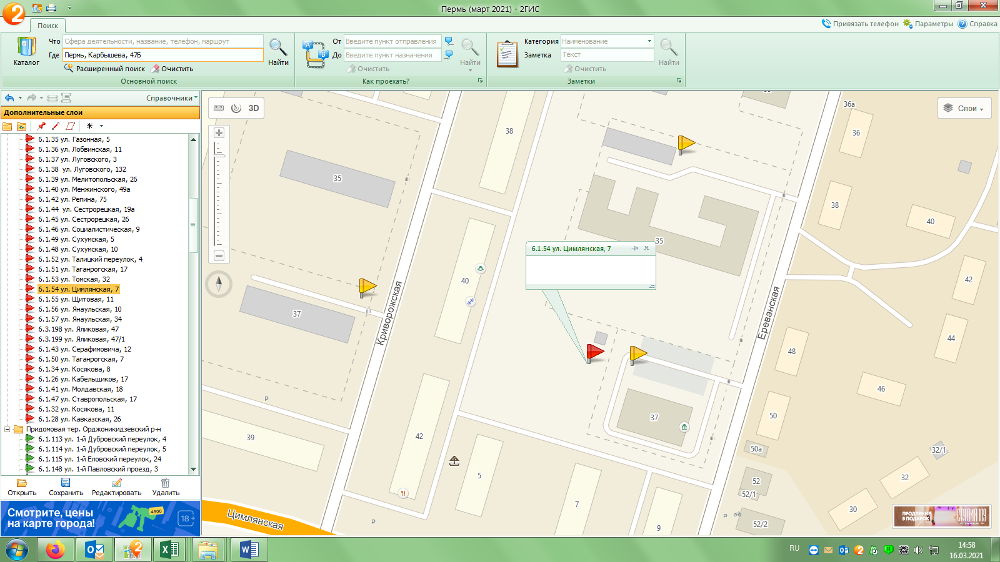 Пермь (март 2021) - 2ГИС
Поиск
Привязать телефон
Параметры
Справка
Каталог
Что
Сфера деятельности, название, телефон, маршрут
Где
Пермь, Карбышева, 47Б
Расширенный поиск
Очистить
Найти
Основной поиск
От
Введите пункт отправления
До
Введите пункт назначения
Очистить
Найти
Как проехать?
Категория
Наименование
Заметка
Текст
Очистить
Найти
Заметки
Справочники
Дополнительные слои
6.1.35 ул. Газонная, 5
6.1.36 ул. Лобвинская, 11
6.1.37 ул. Луговского, 3
6.1.38 ул. Луговского, 132
6.1.39 ул. Мелитопольская, 26
6.1.40 ул. Менжинского, 49а
6.1.42 ул. Репина, 75
6.1.44 ул. Сестрорецкая, 19а
6.1.45 ул. Сестрорецкая, 26
6.1.46 ул. Социалистическая, 9
6.1.49 ул. Сухумская, 5
6.1.48 ул. Сухумская, 10
6.1.52 ул. Талицкий переулок, 4
6.1.51 ул. Таганрогская, 17
6.1.53 ул. Томская, 32
6.1.54 ул. Цимлянская, 7
6.1.55 ул. Щитовая, 11
6.1.56 ул. Янаульская, 10
6.1.57 ул. Янаульская, 34
6.3.198 ул. Яликовая, 47
6.3.199 ул. Яликовая, 47/1
6.1.43 ул. Серафимовича, 12
6.1.50 ул. Таганрогская, 7
6.1.34 ул. Косякова, 8
6.1.26 ул. Кабельщиков, 17
6.1.41 ул. Молдавская, 18
6.1.47 ул. Ставропольская, 17
6.1.32 ул. Косякова, 11
6.1.28 ул. Кавказская, 26
Придомовая тер. Орджоникидзевский р-н
6.1.113 ул. 1-й Дубровский переулок, 4
6.1.114 ул. 1-й Дубровский переулок, 5
6.1.115 ул. 1-й Еловский переулок, 24
6.1.148 ул. 1-й Павловский проезд, 3
Открыть
Сохранить
Редактировать
Удалить
Смотрите, цены
на карте города!
4900
18+
3D
Слои
38
36а
36
35
38
40
35
6.1.54 ул. Цимлянская, 7
40
42
37
Криворожская
Ереванская
44
48
46
P
37
50
39
42
50а
32/1
5
52
32
52/1
7
30
P
P
52/2
9
Цимлянская
ПРОДЛЕНИЕ
В ПОДАРОК
СТУДИЯ 109
RU
14:58
16.03.2021